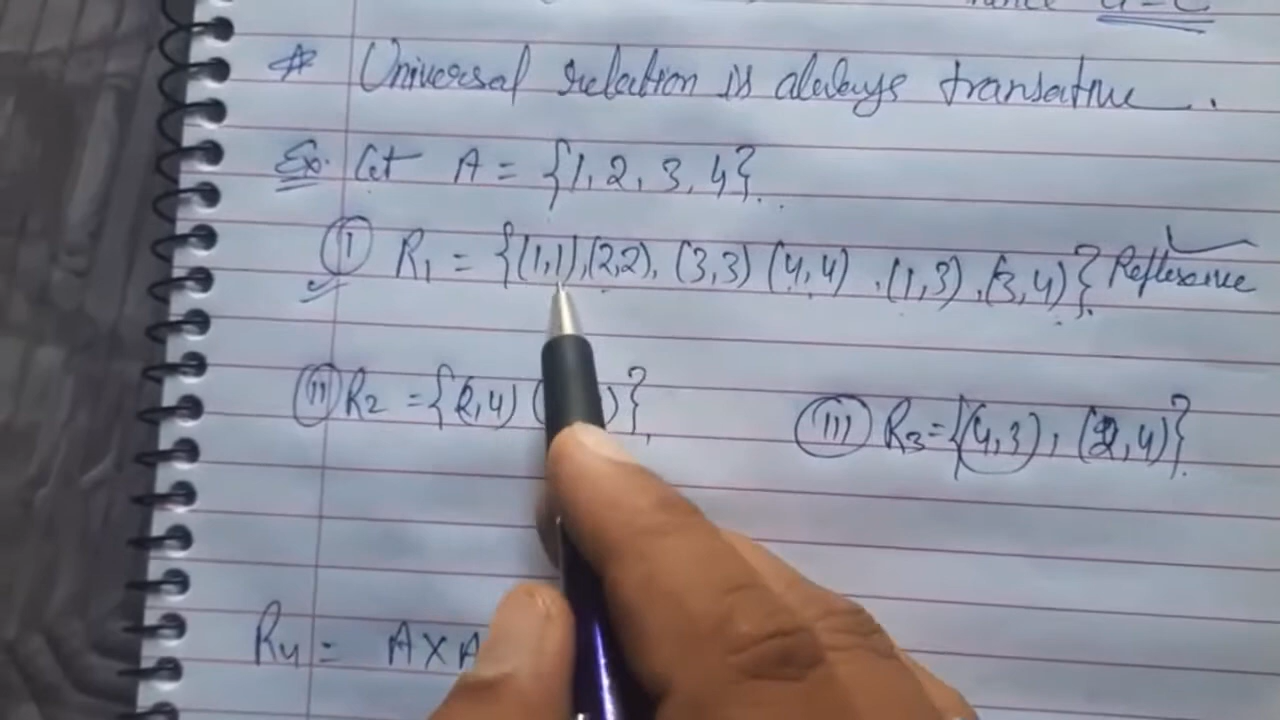 a=c
* Universal relation is always transative.
Ex. Let A = {1, 2, 3, 4}
(I) R1 = {(1,1),(2,2), (3,3) (4,4) ,(1,3) ,(3,4)} Reflexive
(II) R2 = {(2,4) ( )}
(III) R3 = {(4,3), (2,4)}
R4 = A×A